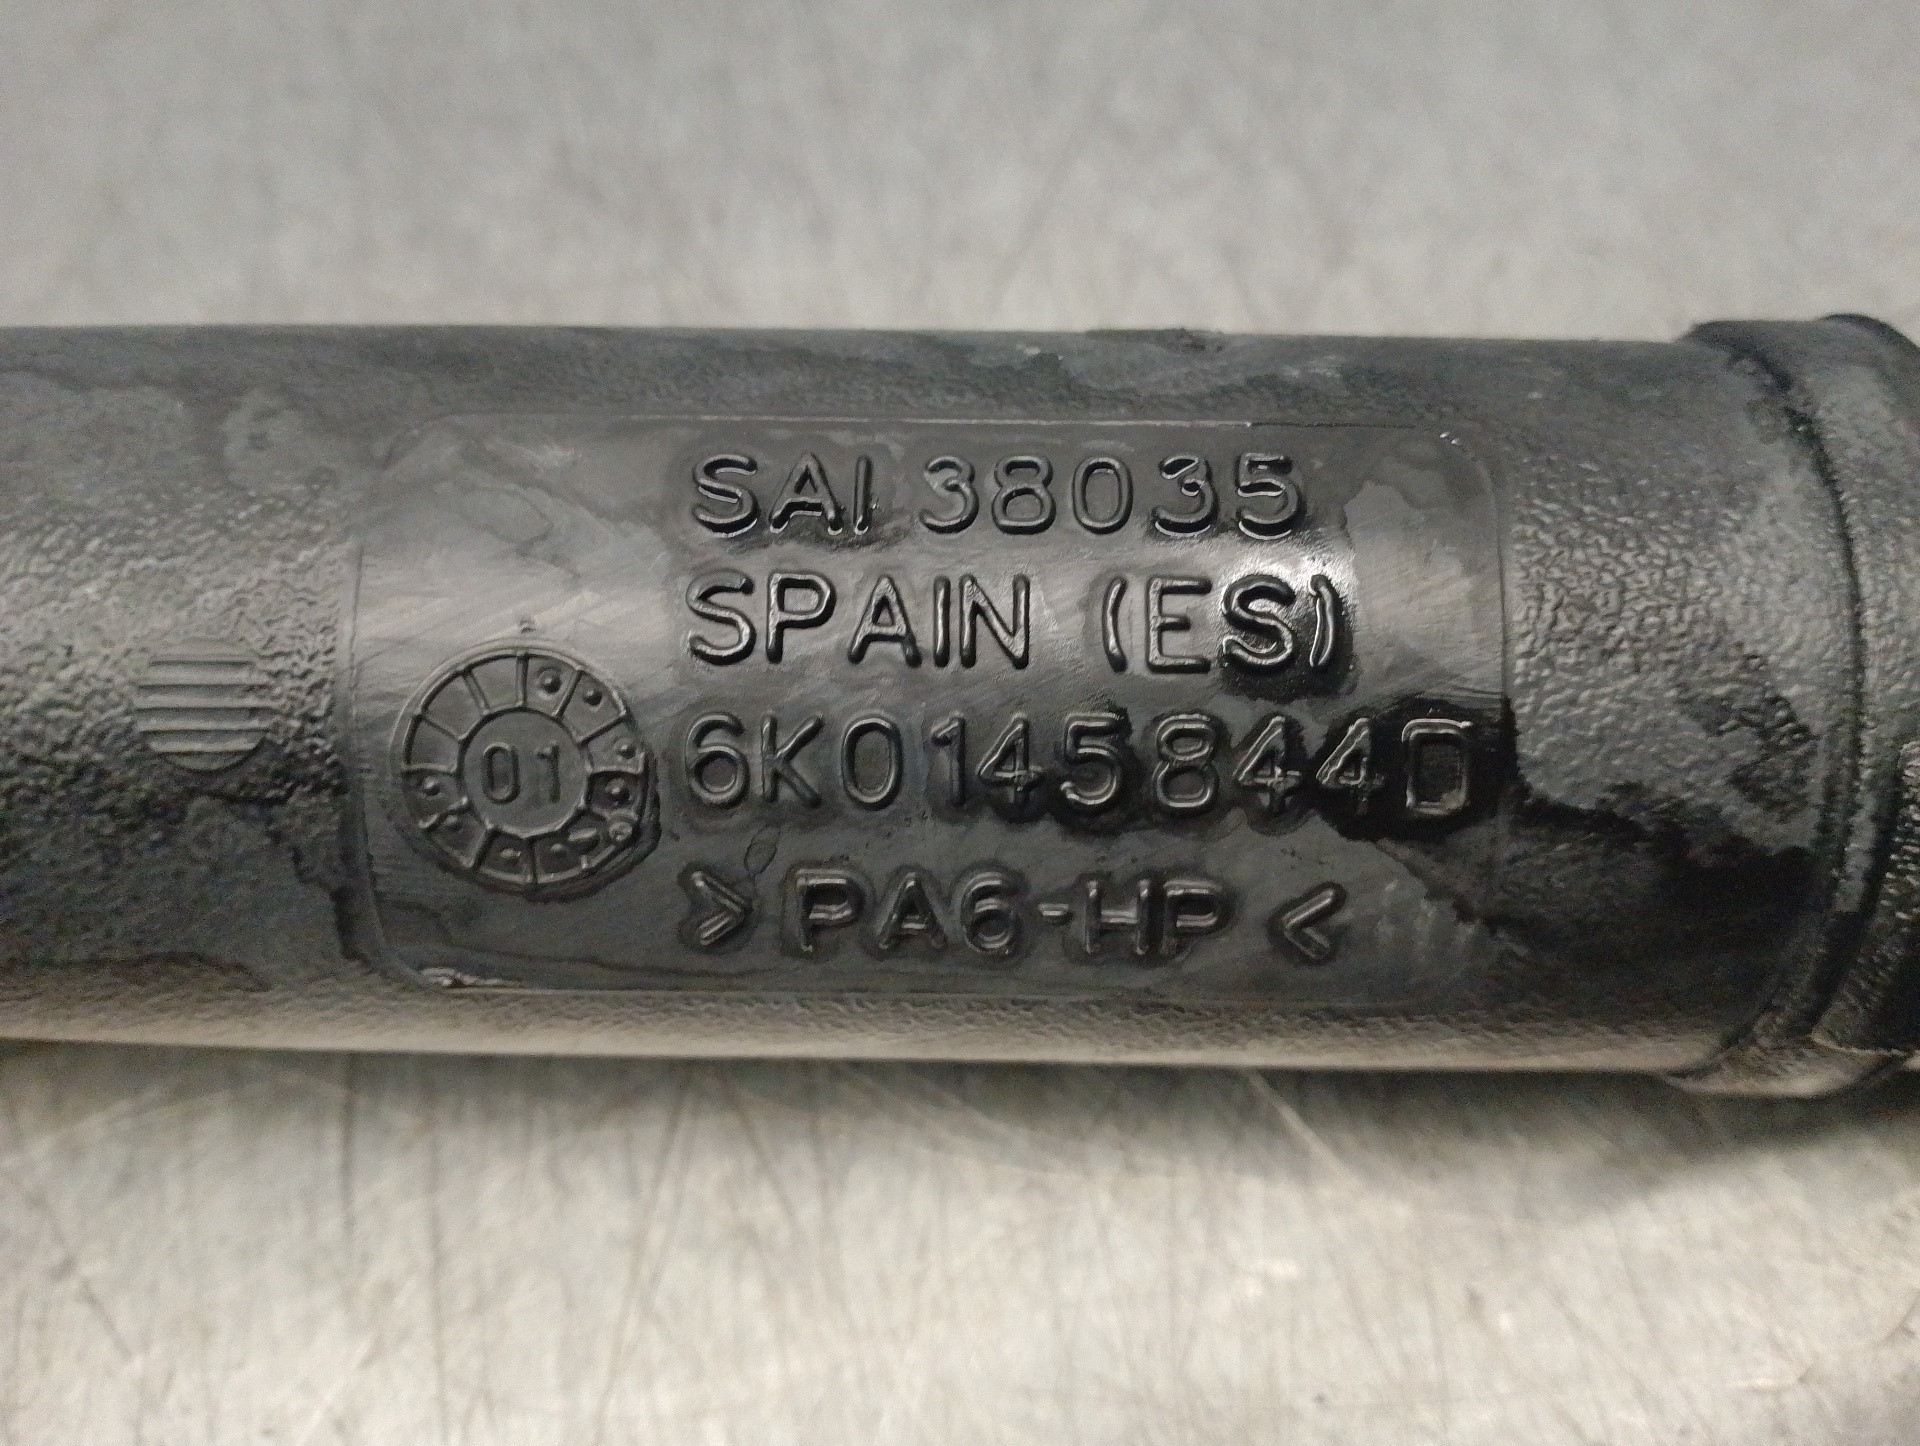 SAI 38035
SPAIN (ES)
01
6K0145844D
>PA6-HP<